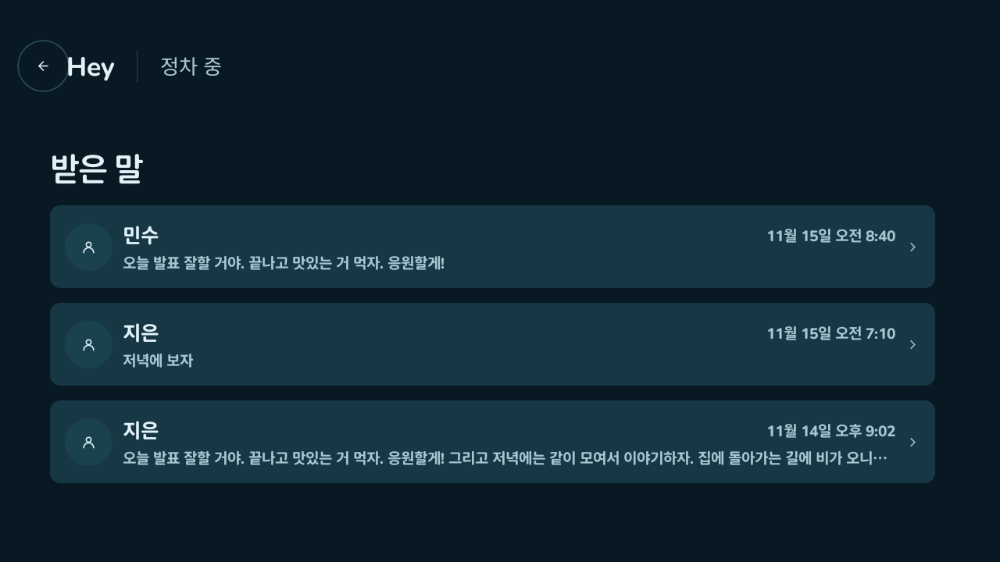 Hey
정차 중
받은 말
민수
11월 15일 오전 8:40
오늘 발표 잘할 거야. 끝나고 맛있는 거 먹자. 응원할게!
지은
11월 15일 오전 7:10
저녁에 보자
지은
11월 14일 오후 9:02
오늘 발표 잘할 거야. 끝나고 맛있는 거 먹자. 응원할게! 그리고 저녁에는 같이 모여서 이야기하자. 집에 돌아가는 길에 비가 오니…